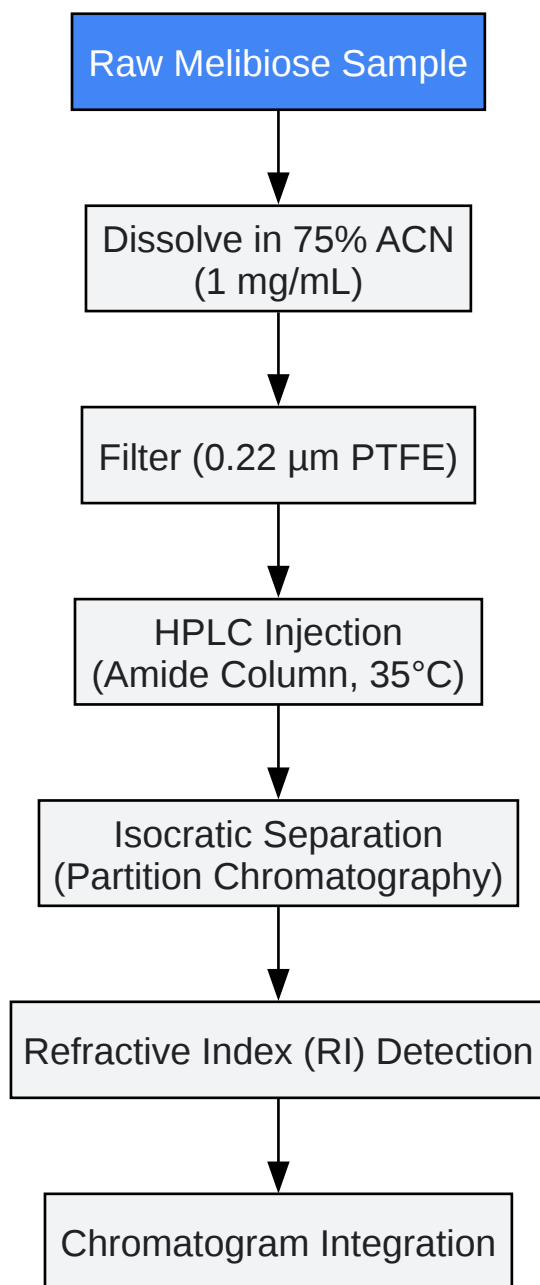 Raw Melibiose Sample
Dissolve in 75% ACN
(1 mg/mL)
Filter (0.22 µm PTFE)
HPLC Injection
(Amide Column, 35°C)
Isocratic Separation
(Partition Chromatography)
Refractive Index (RI) Detection
Chromatogram Integration